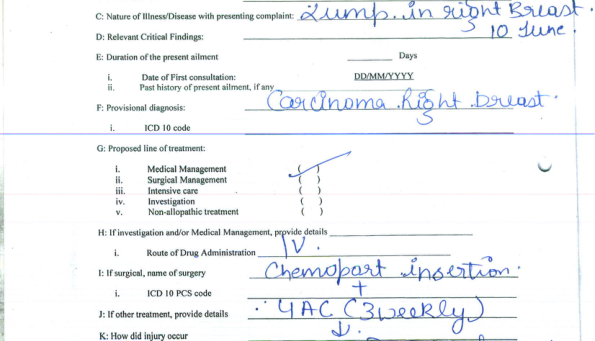 C: Nature of Illness/Disease with presenting complaint: Lump in right Breast.
D: Relevant Critical Findings: 10 June.
E: Duration of the present ailment ________ Days
i. Date of First consultation: DD/MM/YYYY
ii. Past history of present ailment, if any
F: Provisional diagnosis: Carcinoma Right breast.
i. ICD 10 code
G: Proposed line of treatment:
i. Medical Management (✓)
ii. Surgical Management ( )
iii. Intensive care ( )
iv. Investigation ( )
v. Non-allopathic treatment ( )
H: If investigation and/or Medical Management, provide details
i. Route of Drug Administration IV.
I: If surgical, name of surgery Chemopart insertion.
i. ICD 10 PCS code +
J: If other treatment, provide details 4AC (3 weekly)
K: How did injury occur ↓